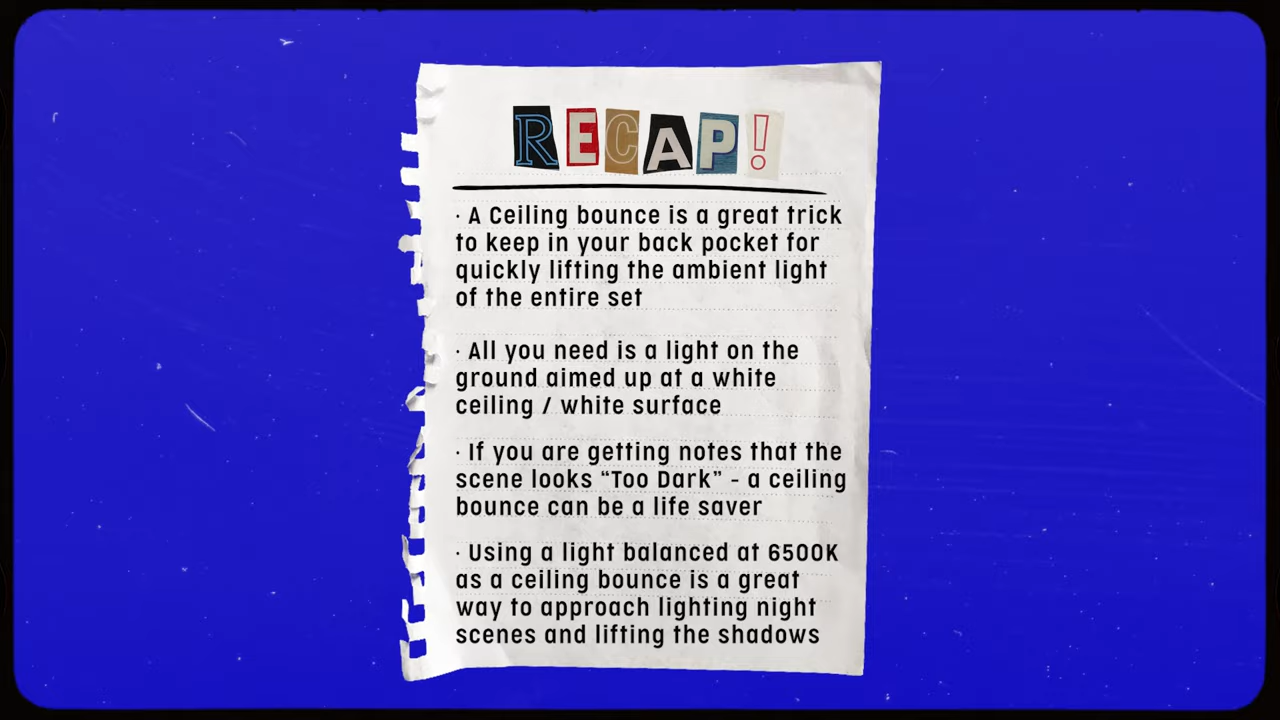 RECAP!
· A Ceiling bounce is a great trick
to keep in your back pocket for
quickly lifting the ambient light
of the entire set
· All you need is a light on the
ground aimed up at a white
ceiling / white surface
· If you are getting notes that the
scene looks “Too Dark” - a ceiling
bounce can be a life saver
· Using a light balanced at 6500K
as a ceiling bounce is a great
way to approach lighting night
scenes and lifting the shadows